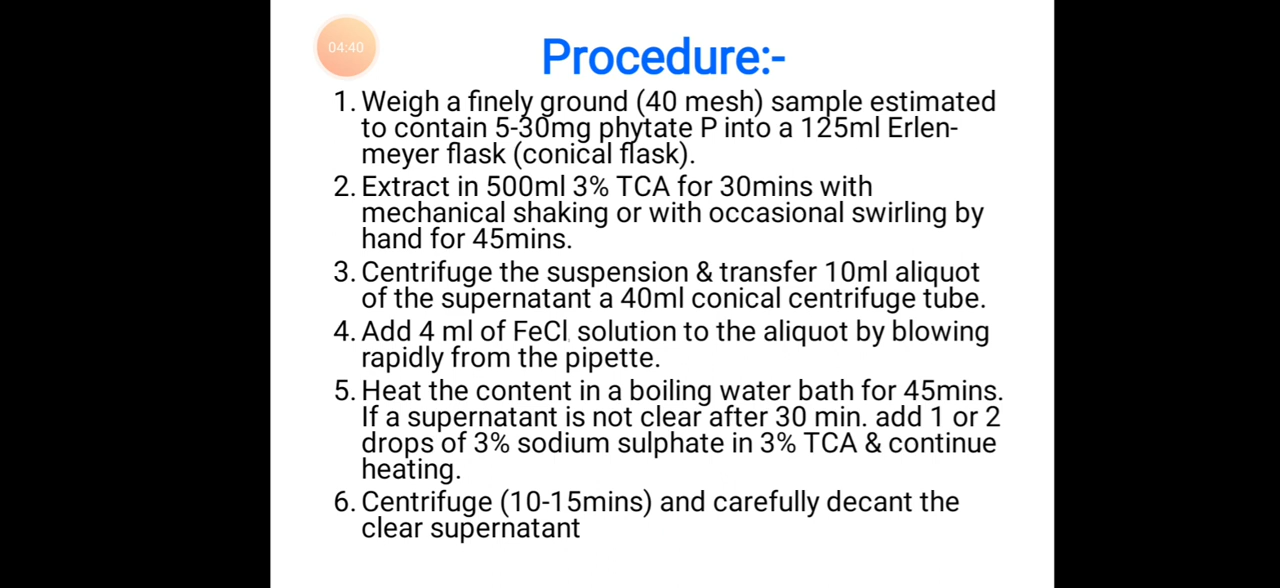 04:40
Procedure:-
1. Weigh a finely ground (40 mesh) sample estimated
to contain 5-30mg phytate P into a 125ml Erlen-
meyer flask (conical flask).
2. Extract in 500ml 3% TCA for 30mins with
mechanical shaking or with occasional swirling by
hand for 45mins.
3. Centrifuge the suspension & transfer 10ml aliquot
of the supernatant a 40ml conical centrifuge tube.
4. Add 4 ml of FeCl solution to the aliquot by blowing
rapidly from the pipette.
5. Heat the content in a boiling water bath for 45mins.
If a supernatant is not clear after 30 min. add 1 or 2
drops of 3% sodium sulphate in 3% TCA & continue
heating.
6. Centrifuge (10-15mins) and carefully decant the
clear supernatant